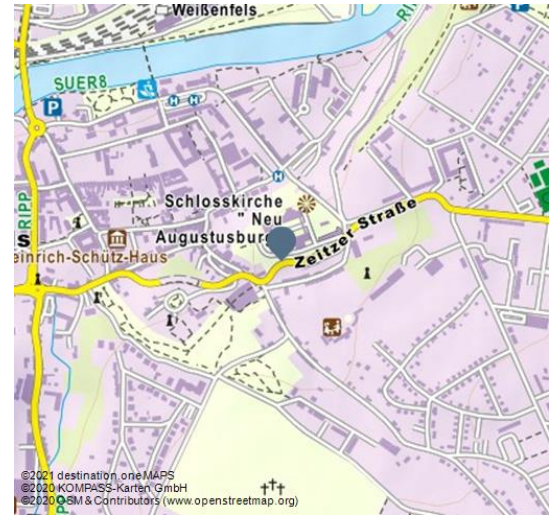 Weißenfels
RI
SUER8
P
H H
H
RIPP
Schlosskirche
" Neu
Augustusburg
S
einrich-Schütz-Haus
Zeitzer Straße
©2021 destination.one MAPS
©2020 KOMPASS-Karten GmbH
©2020 OSM & Contributors (www.openstreetmap.org)